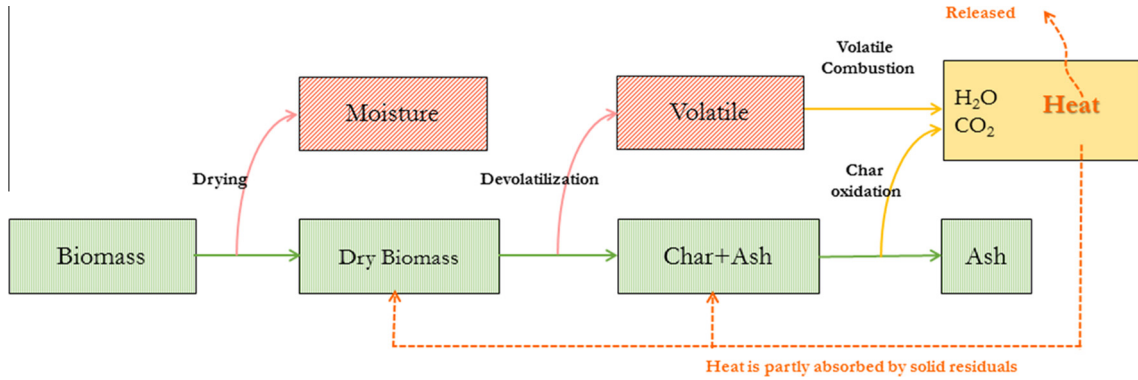 Released
Volatile
Combustion
Moisture
Volatile
H₂O
CO₂
Heat
Drying
Devolatilization
Char
oxidation
Biomass
Dry Biomass
Char+Ash
Ash
Heat is partly absorbed by solid residuals